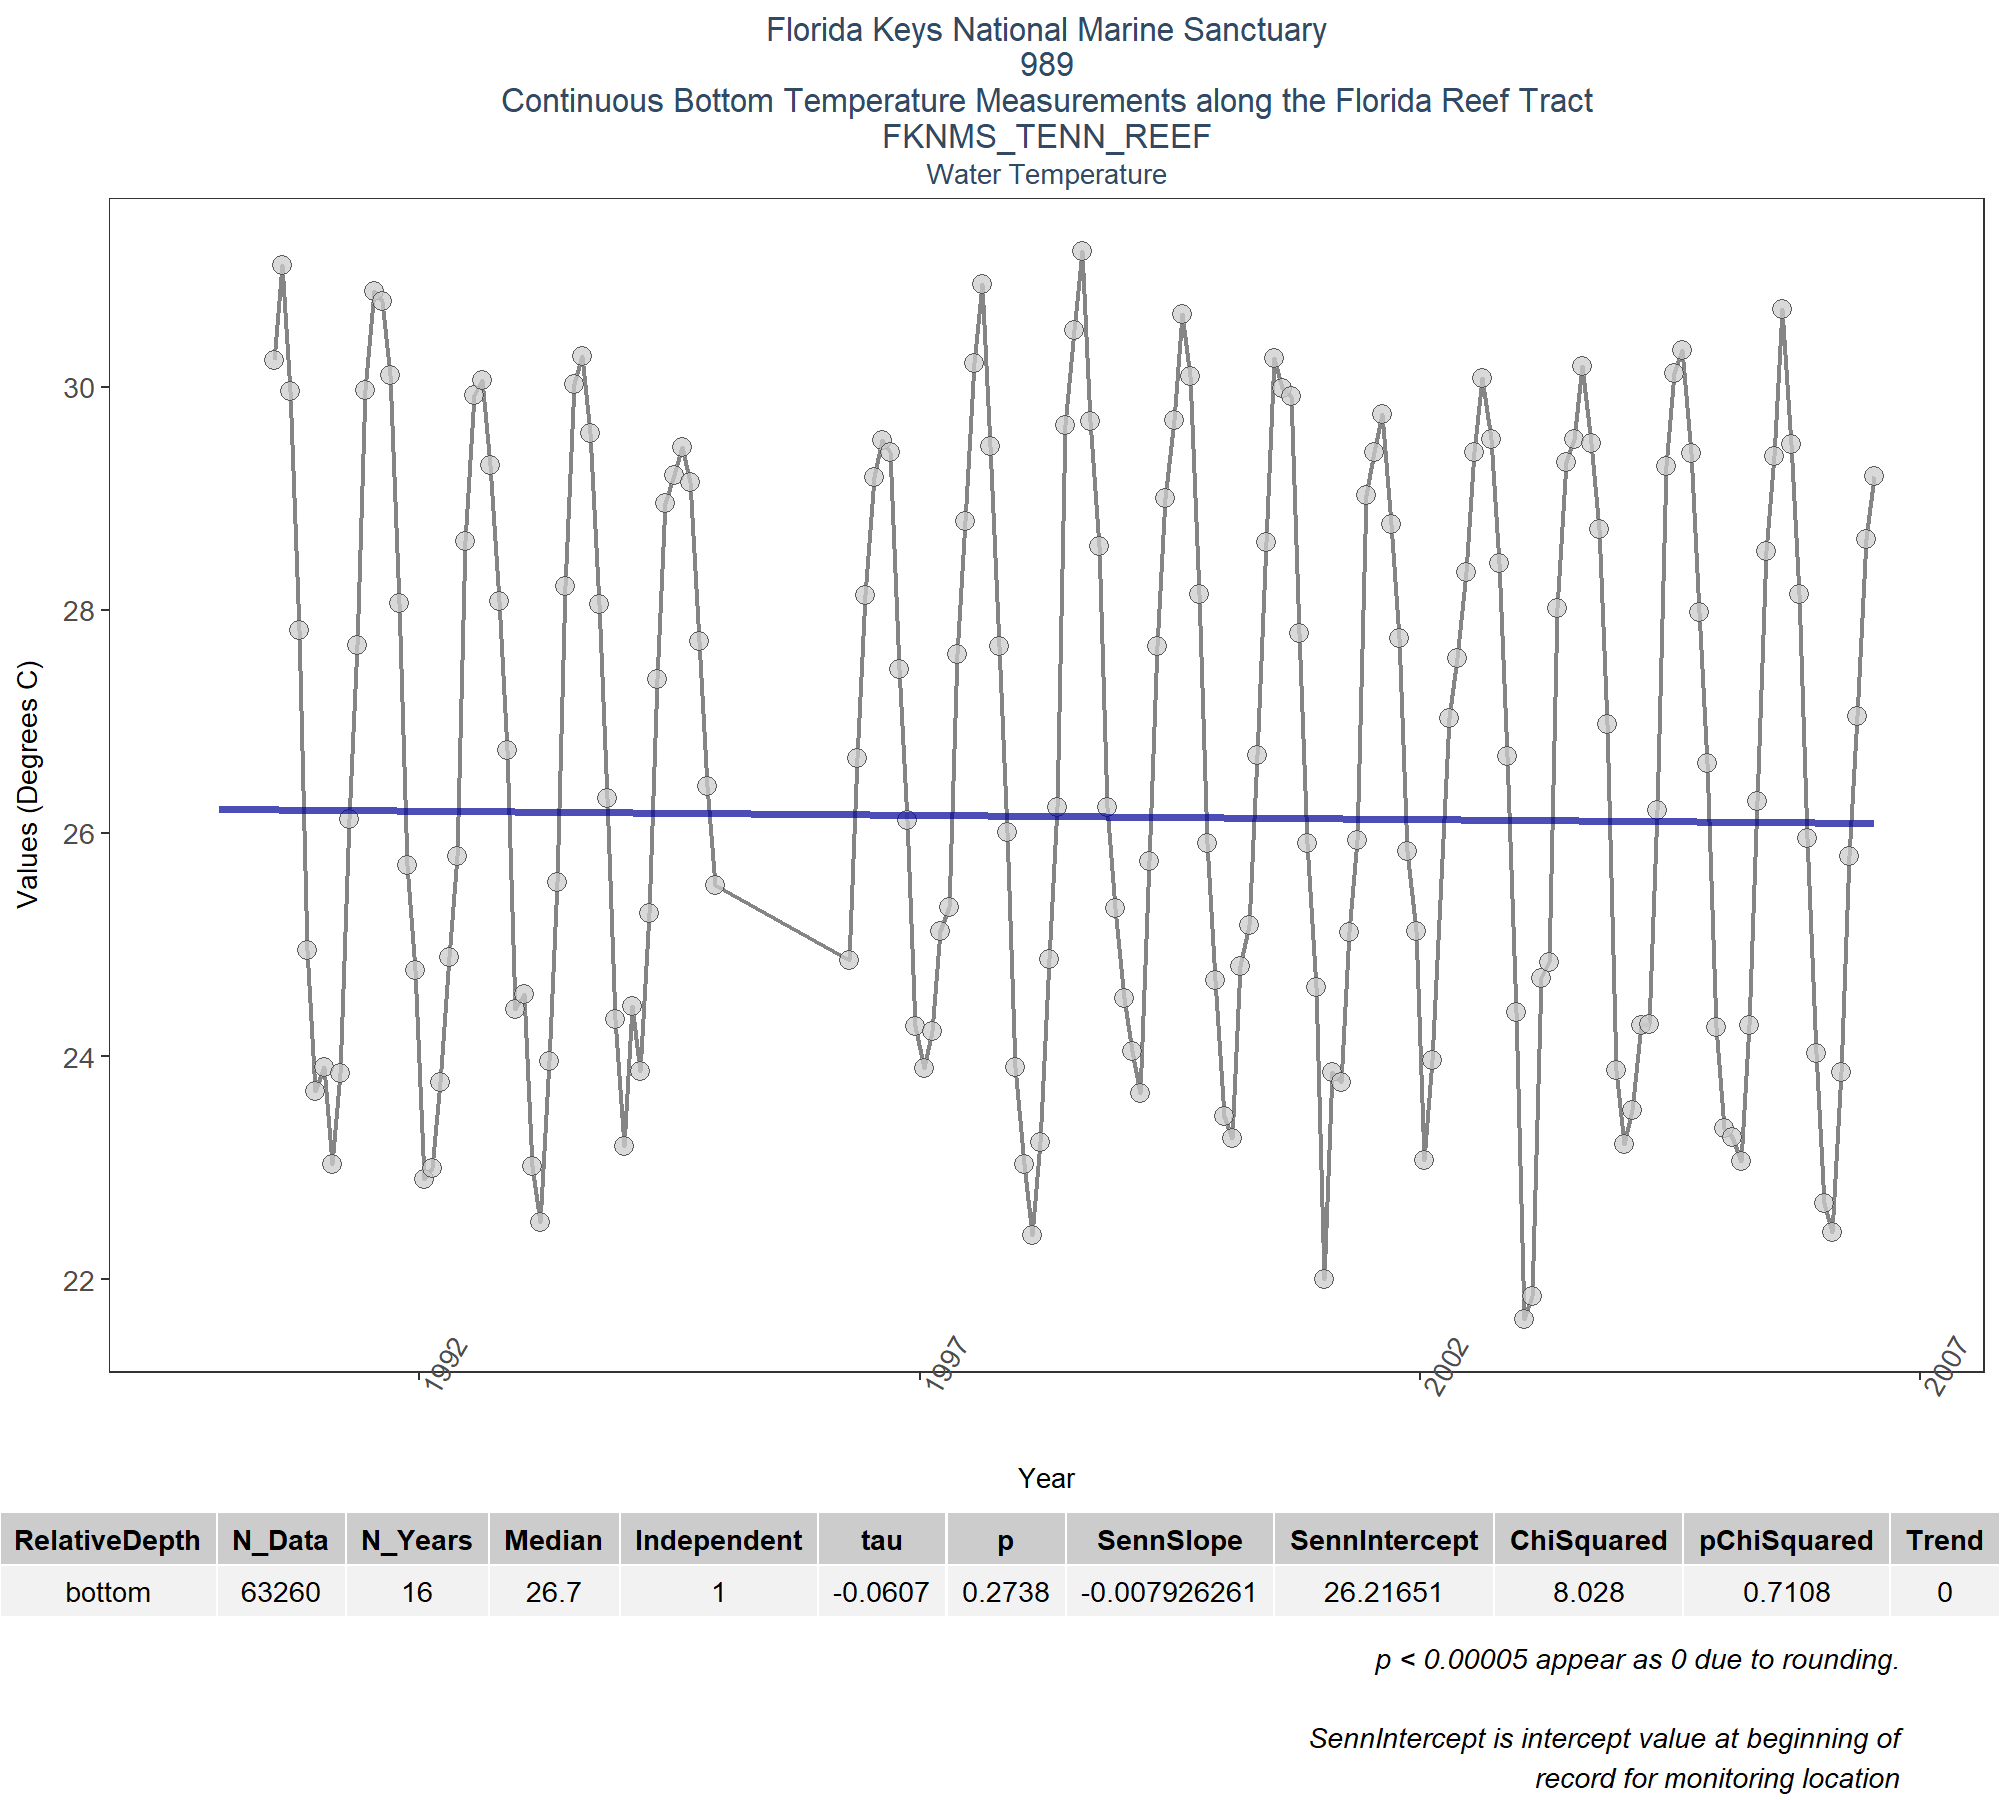 Florida Keys National Marine Sanctuary
989
Continuous Bottom Temperature Measurements along the Florida Reef Tract
FKNMS_TENN_REEF
Water Temperature
Values (Degrees C)
30
28
26
24
22
1992
1997
2002
2007
Year
RelativeDepth N_Data N_Years Median Independent tau p SennSlope SennIntercept ChiSquared pChiSquared Trend
bottom 63260 16 26.7 1 -0.0607 0.2738 -0.007926261 26.21651 8.028 0.7108 0
p < 0.00005 appear as 0 due to rounding.
SennIntercept is intercept value at beginning of
record for monitoring location